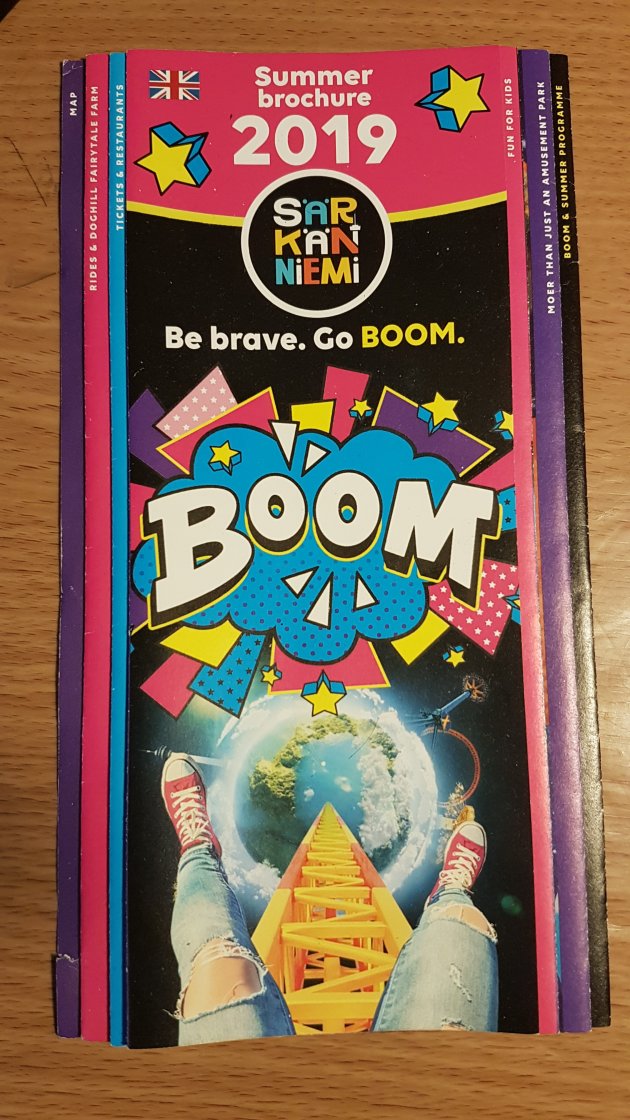 MAP
RIDES & DOGHILL FAIRYTALE FARM
TICKETS & RESTAURANTS
Summer
brochure
2019
SÄR
KÄN
NiEMi
Be brave. Go BOOM.
BOOM
FUN FOR KIDS
MOER THAN JUST AN AMUSEMENT PARK
BOOM & SUMMER PROGRAMME